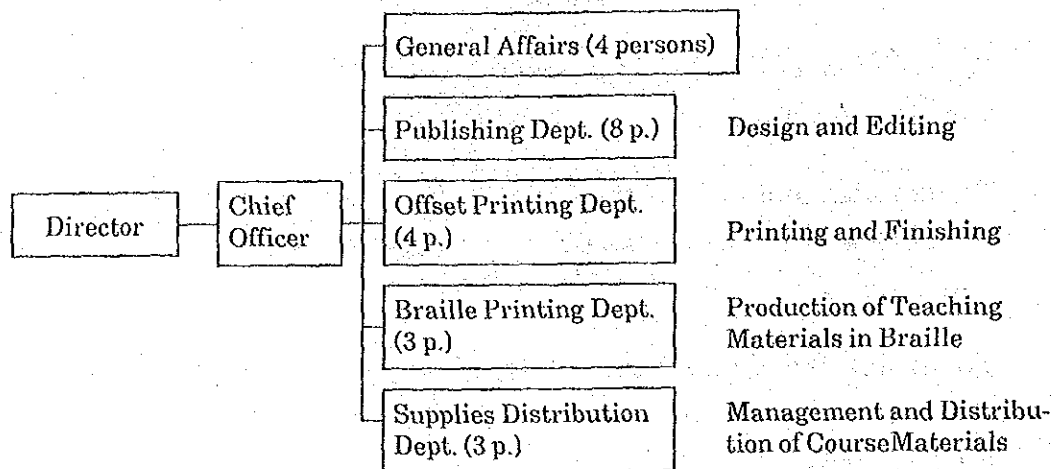 General Affairs (4 persons)
Publishing Dept. (8 p.)
Design and Editing
Director
Chief
Officer
Offset Printing Dept.
(4 p.)
Printing and Finishing
Braille Printing Dept.
(3 p.)
Production of Teaching
Materials in Braille
Supplies Distribution
Dept. (3 p.)
Management and Distribu-
tion of CourseMaterials